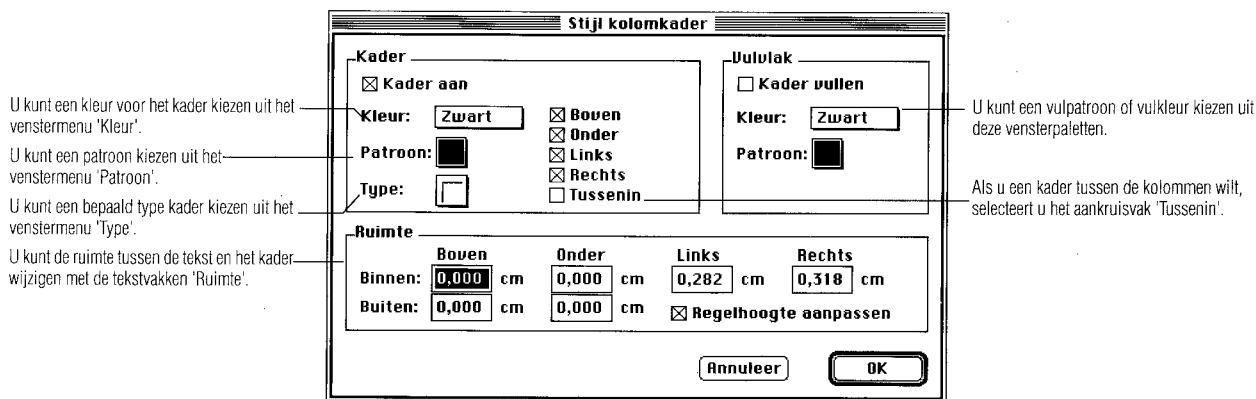 Stijl kolomkader
Kader
Kader aan
Kleur: Zwart
Patroon:
Type:
Boven
Onder
Links
Rechts
Tussenin
Vulvlak
Kader vullen
Kleur: Zwart
Patroon:
Ruimte
Boven Onder Links Rechts
Binnen: 0,000 cm 0,000 cm 0,282 cm 0,318 cm
Buiten: 0,000 cm 0,000 cm Regelhoogte aanpassen
Annuleer OK
U kunt een kleur voor het kader kiezen uit het
venstermenu 'Kleur'.
U kunt een patroon kiezen uit het
venstermenu 'Patroon'.
U kunt een bepaald type kader kiezen uit het
venstermenu 'Type'.
U kunt de ruimte tussen de tekst en het kader
wijzigen met de tekstvakken 'Ruimte'.
U kunt een vulpatroon of vulkleur kiezen uit
deze vensterpaletten.
Als u een kader tussen de kolommen wilt,
selecteert u het aankruisvak 'Tussenin'.